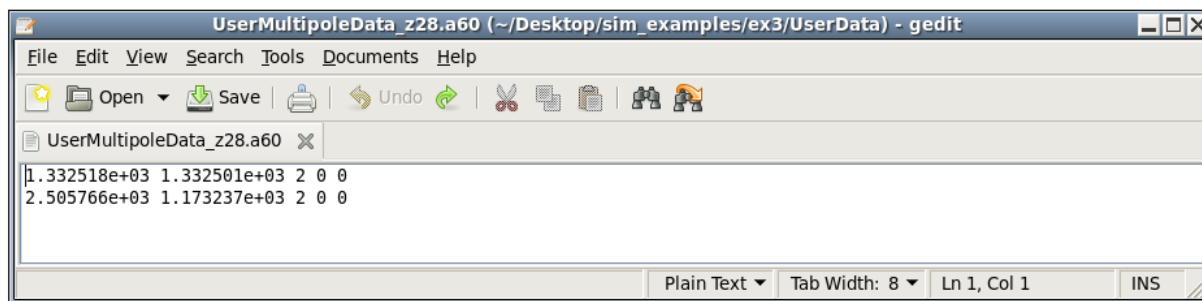 UserMultipoleData_z28.a60 (~/Desktop/sim_examples/ex3/UserData) - gedit
File Edit View Search Tools Documents Help
Open Save Undo
UserMultipoleData_z28.a60
1.332518e+03 1.332501e+03 2 0 0
2.505766e+03 1.173237e+03 2 0 0
Plain Text Tab Width: 8 Ln 1, Col 1 INS